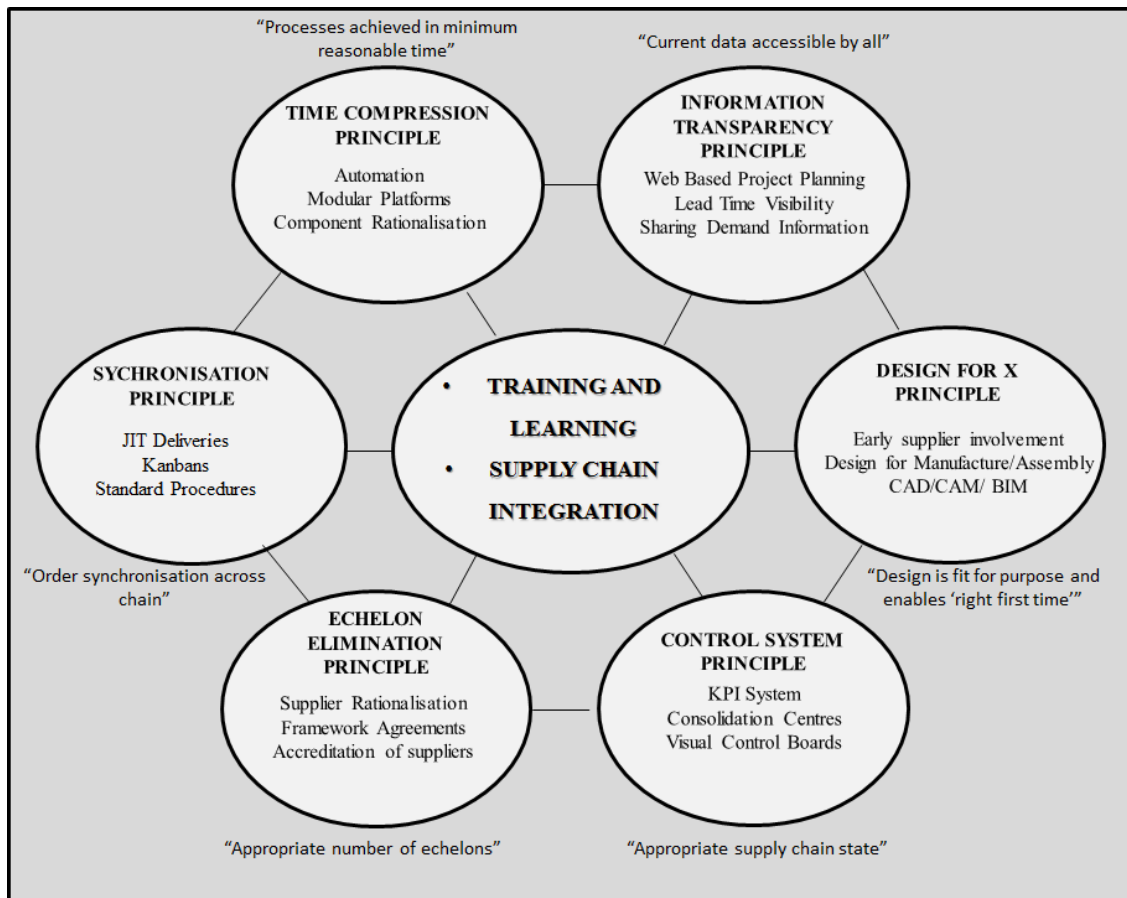 “Processes achieved in minimum
reasonable time”
“Current data accessible by all”
TIME COMPRESSION
PRINCIPLE
Automation
Modular Platforms
Component Rationalisation
INFORMATION
TRANSPARENCY
PRINCIPLE
Web Based Project Planning
Lead Time Visibility
Sharing Demand Information
SYCHRONISATION
PRINCIPLE
JIT Deliveries
Kanbans
Standard Procedures
• TRAINING AND
LEARNING
• SUPPLY CHAIN
INTEGRATION
DESIGN FOR X
PRINCIPLE
Early supplier involvement
Design for Manufacture/Assembly
CAD/CAM/ BIM
“Order synchronisation across
chain”
“Design is fit for purpose and
enables ‘right first time’”
ECHELON
ELIMINATION
PRINCIPLE
Supplier Rationalisation
Framework Agreements
Accreditation of suppliers
CONTROL SYSTEM
PRINCIPLE
KPI System
Consolidation Centres
Visual Control Boards
“Appropriate number of echelons”
“Appropriate supply chain state”